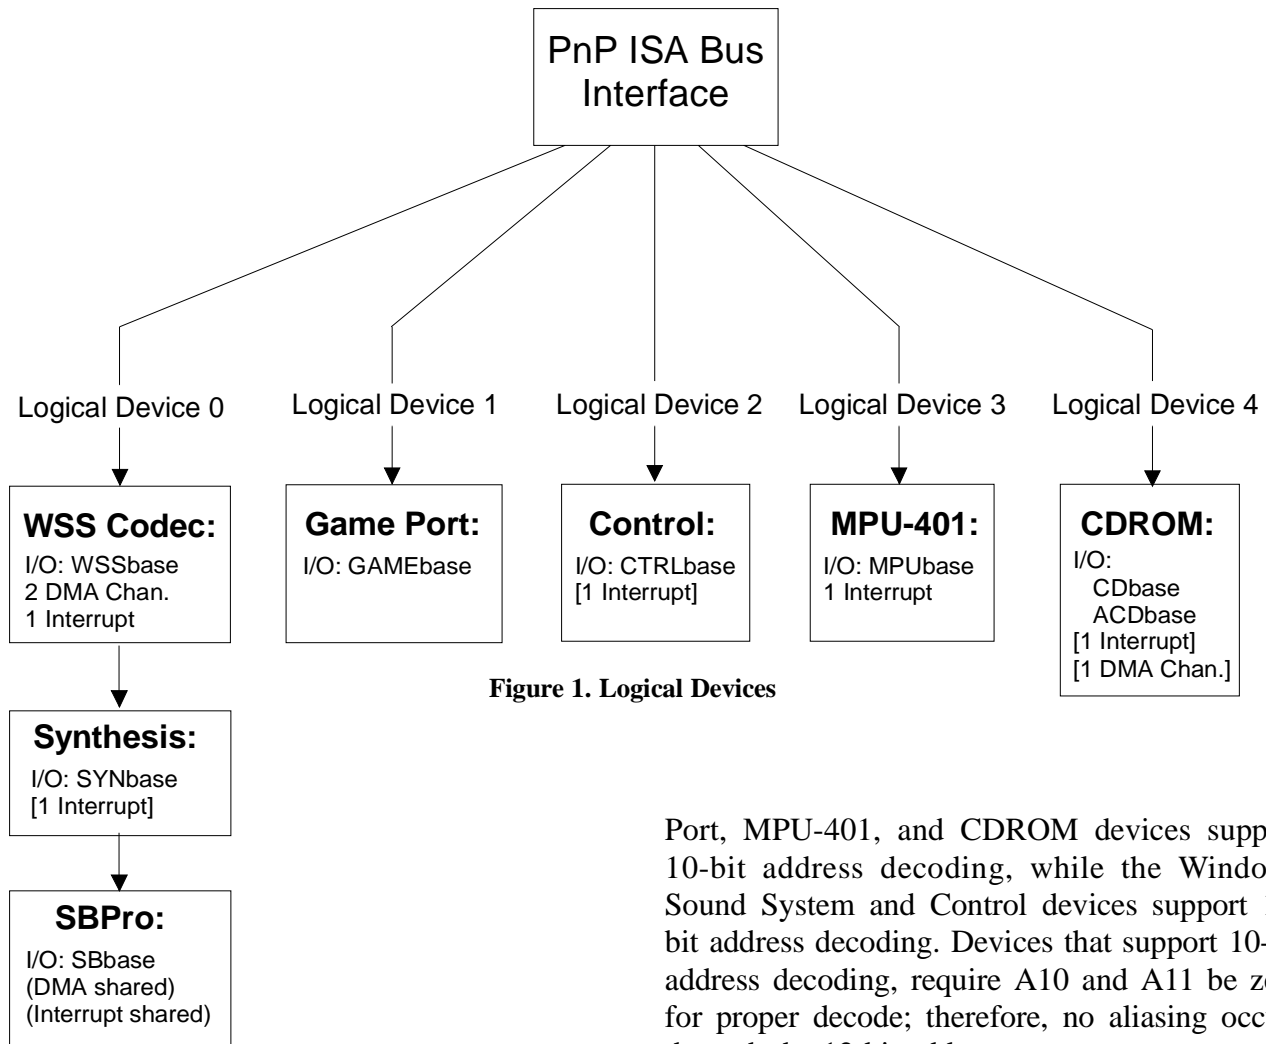 PnP ISA Bus
Interface
Logical Device 0
Logical Device 1
Logical Device 2
Logical Device 3
Logical Device 4
WSS Codec:
I/O: WSSbase
2 DMA Chan.
1 Interrupt
Game Port:
I/O: GAMEbase
Control:
I/O: CTRLbase
[1 Interrupt]
MPU-401:
I/O: MPUbase
1 Interrupt
CDROM:
I/O:
CDbase
ACDbase
[1 Interrupt]
[1 DMA Chan.]
Figure 1. Logical Devices
Synthesis:
I/O: SYNbase
[1 Interrupt]
SBPro:
I/O: SBbase
(DMA shared)
(Interrupt shared)
Port, MPU-401, and CDROM devices supp
10-bit address decoding, while the Windo
Sound System and Control devices support
bit address decoding. Devices that support 10-
address decoding, require A10 and A11 be ze
for proper decode; therefore, no aliasing occ